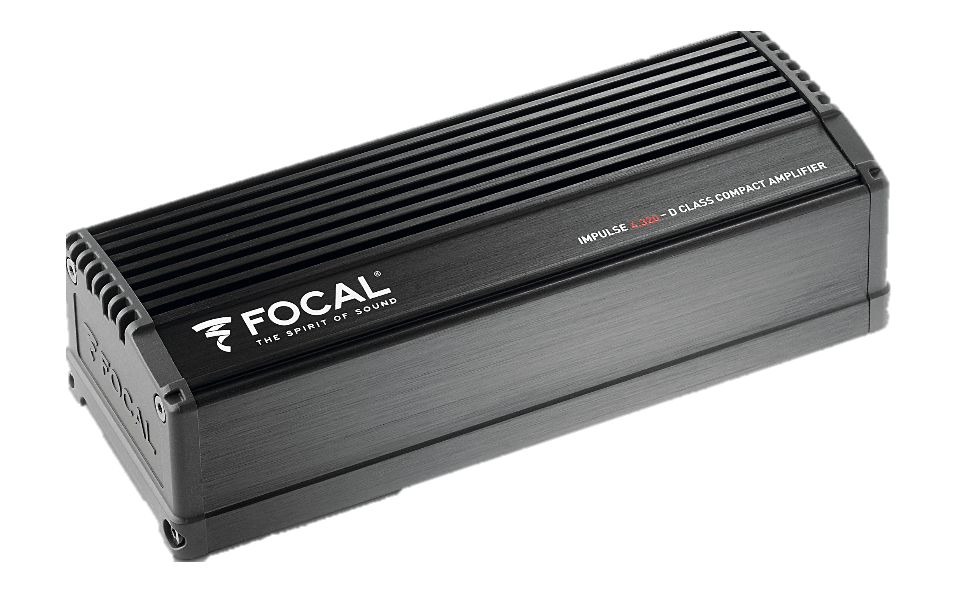 IMPULSE 4.320 - D CLASS COMPACT AMPLIFIER
FOCAL®
THE SPIRIT OF SOUND
FOCAL